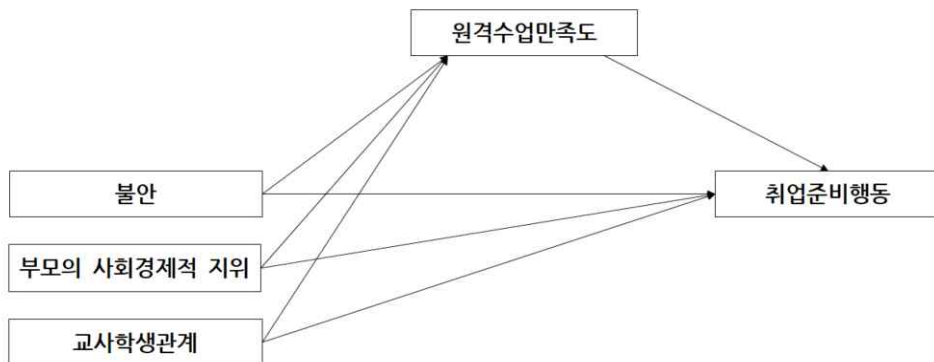 원격수업만족도
불안
취업준비행동
부모의 사회경제적 지위
교사학생관계